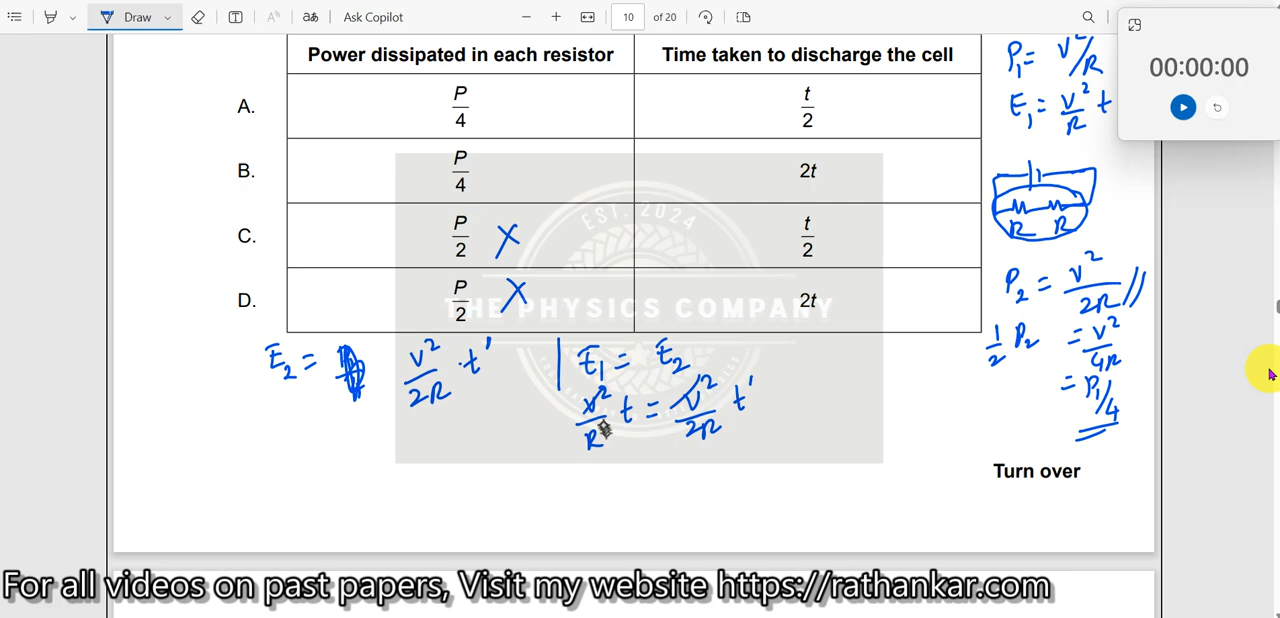 Draw
Ask Copilot
10 of 20
00:00:00
Power dissipated in each resistor Time taken to discharge the cell
A. P/4 t/2
B. P/4 2t
C. P/2 X t/2
D. P/2 X 2t
P₁ = V²/R
E₁ = V²/R t
R R
P₂ = V²/2R //
1/2 P₂ = V²/4R
= P₁/4
E₂ = V²/2R · t'
E₁ = E₂
V²/R t = V²/2R t'
EST. 2024
THE PHYSICS COMPANY
Turn over
For all videos on past papers, Visit my website https://rathankar.com